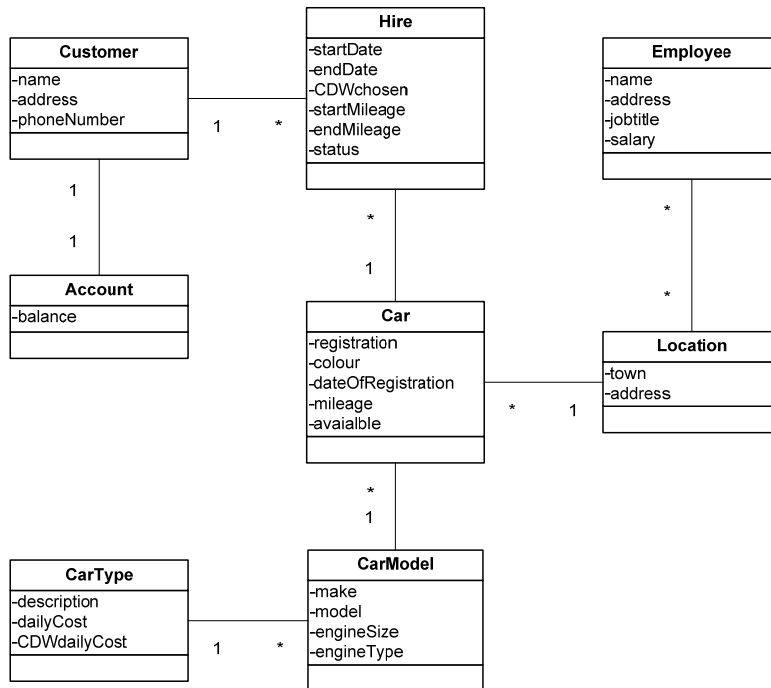 Customer
-name
-address
-phoneNumber
1
*
Hire
-startDate
-endDate
-CDWchosen
-startMileage
-endMileage
-status
Employee
-name
-address
-jobtitle
-salary
1
1
*
1
*
*
Account
-balance
Car
-registration
-colour
-dateOfRegistration
-mileage
-avaialble
*
1
Location
-town
-address
*
1
CarType
-description
-dailyCost
-CDWdailyCost
1
*
CarModel
-make
-model
-engineSize
-engineType